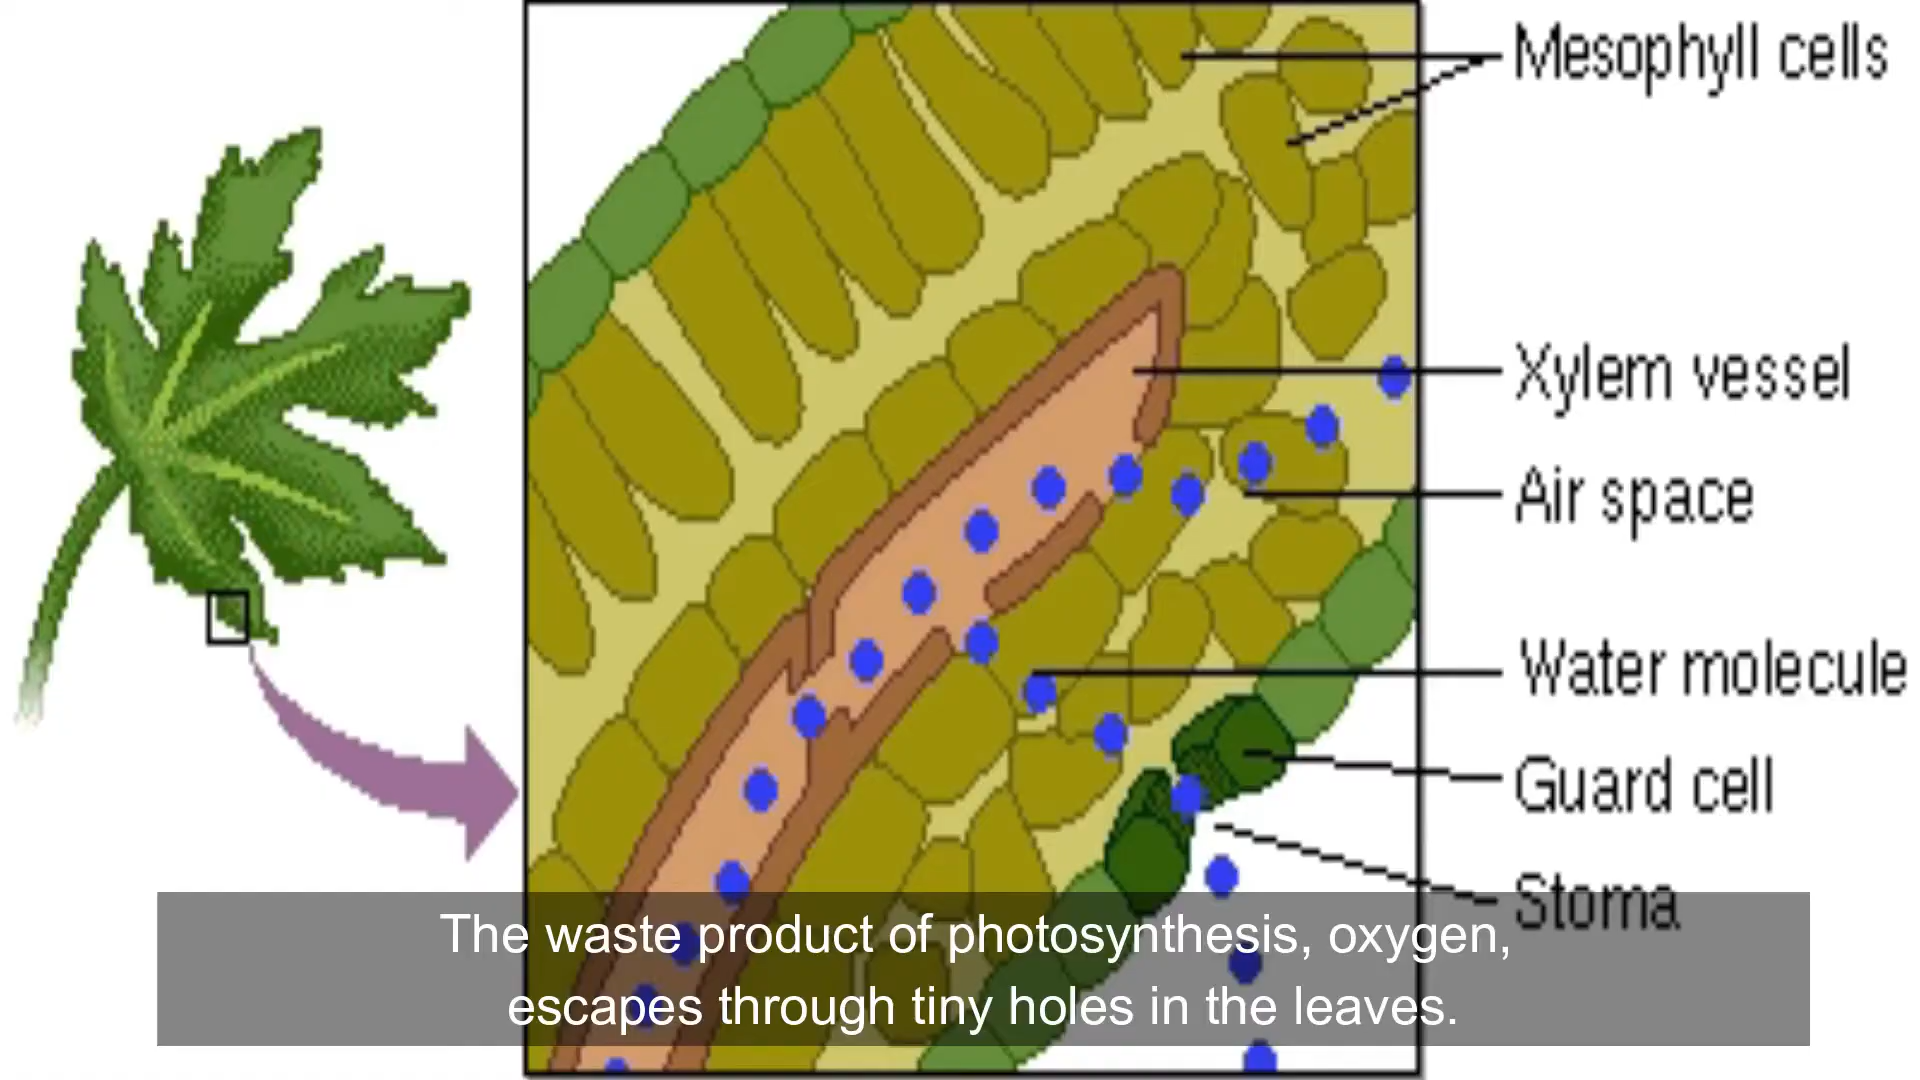 Mesophyll cells
Xylem vessel
Air space
Water molecule
Guard cell
Stoma
The waste product of photosynthesis, oxygen,
escapes through tiny holes in the leaves.